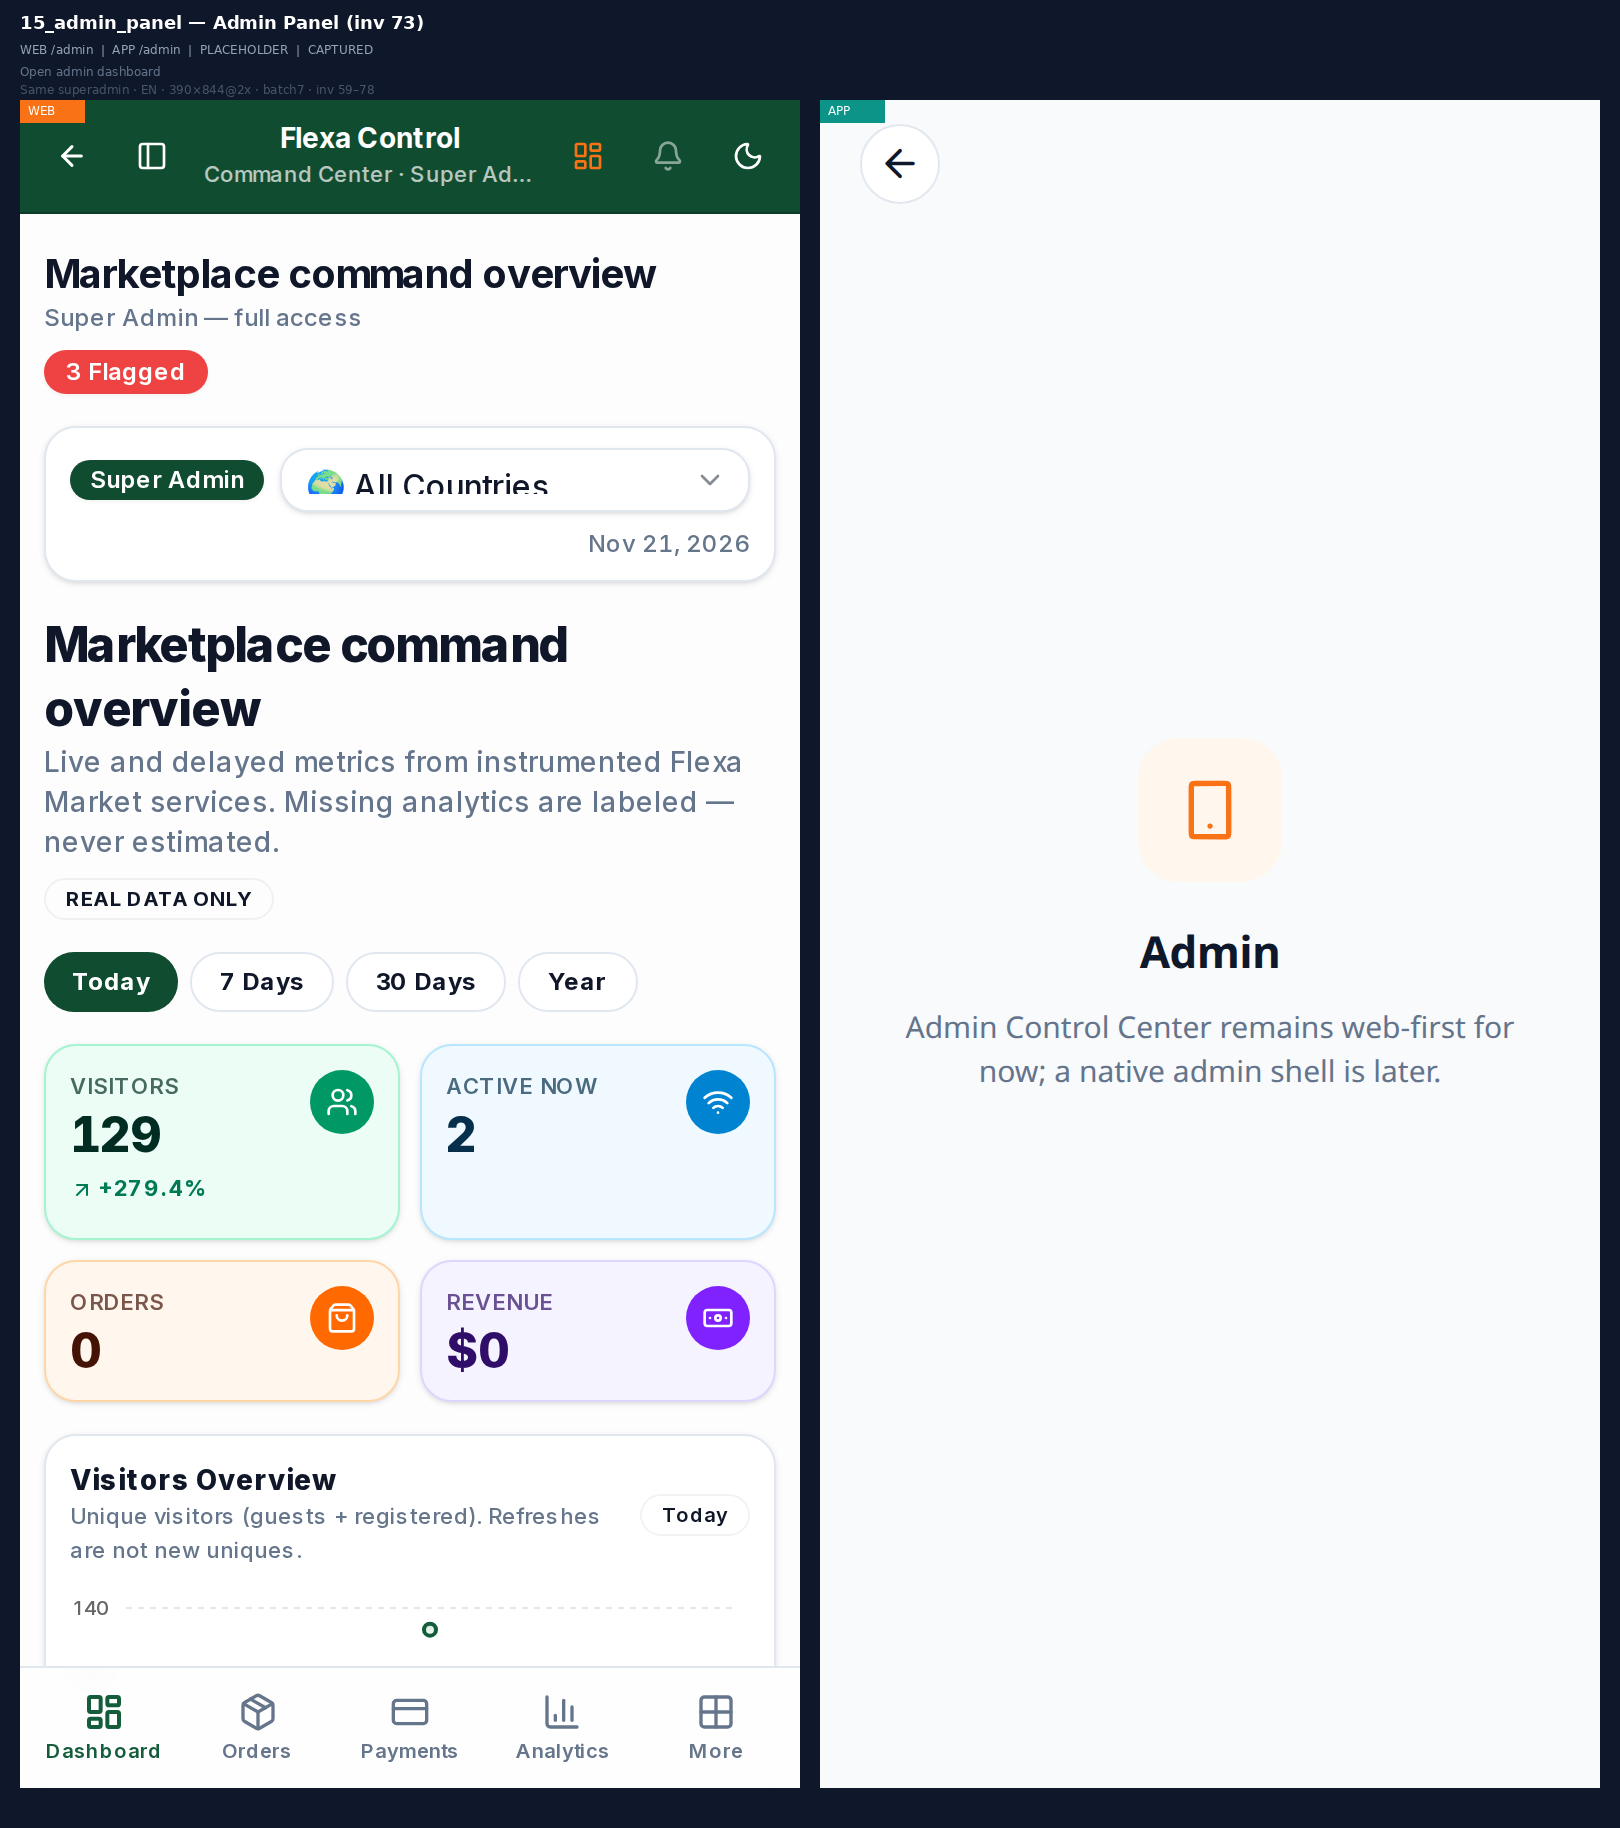 15_admin_panel — Admin Panel (inv 73)
WEB /admin | APP /admin | PLACEHOLDER | CAPTURED
Open admin dashboard
Same superadmin · EN · 390×844@2x · batch7 · inv 59–78
WEB
Flexa Control
Command Center · Super Ad...
Marketplace command overview
Super Admin — full access
3 Flagged
Super Admin
All Countries
Nov 21, 2026
Marketplace command
overview
Live and delayed metrics from instrumented Flexa
Market services. Missing analytics are labeled —
never estimated.
REAL DATA ONLY
Today
7 Days
30 Days
Year
VISITORS
129
+279.4%
ACTIVE NOW
2
ORDERS
0
REVENUE
$0
Visitors Overview
Unique visitors (guests + registered). Refreshes
are not new uniques.
Today
140
Dashboard
Orders
Payments
Analytics
More
APP
Admin
Admin Control Center remains web-first for
now; a native admin shell is later.